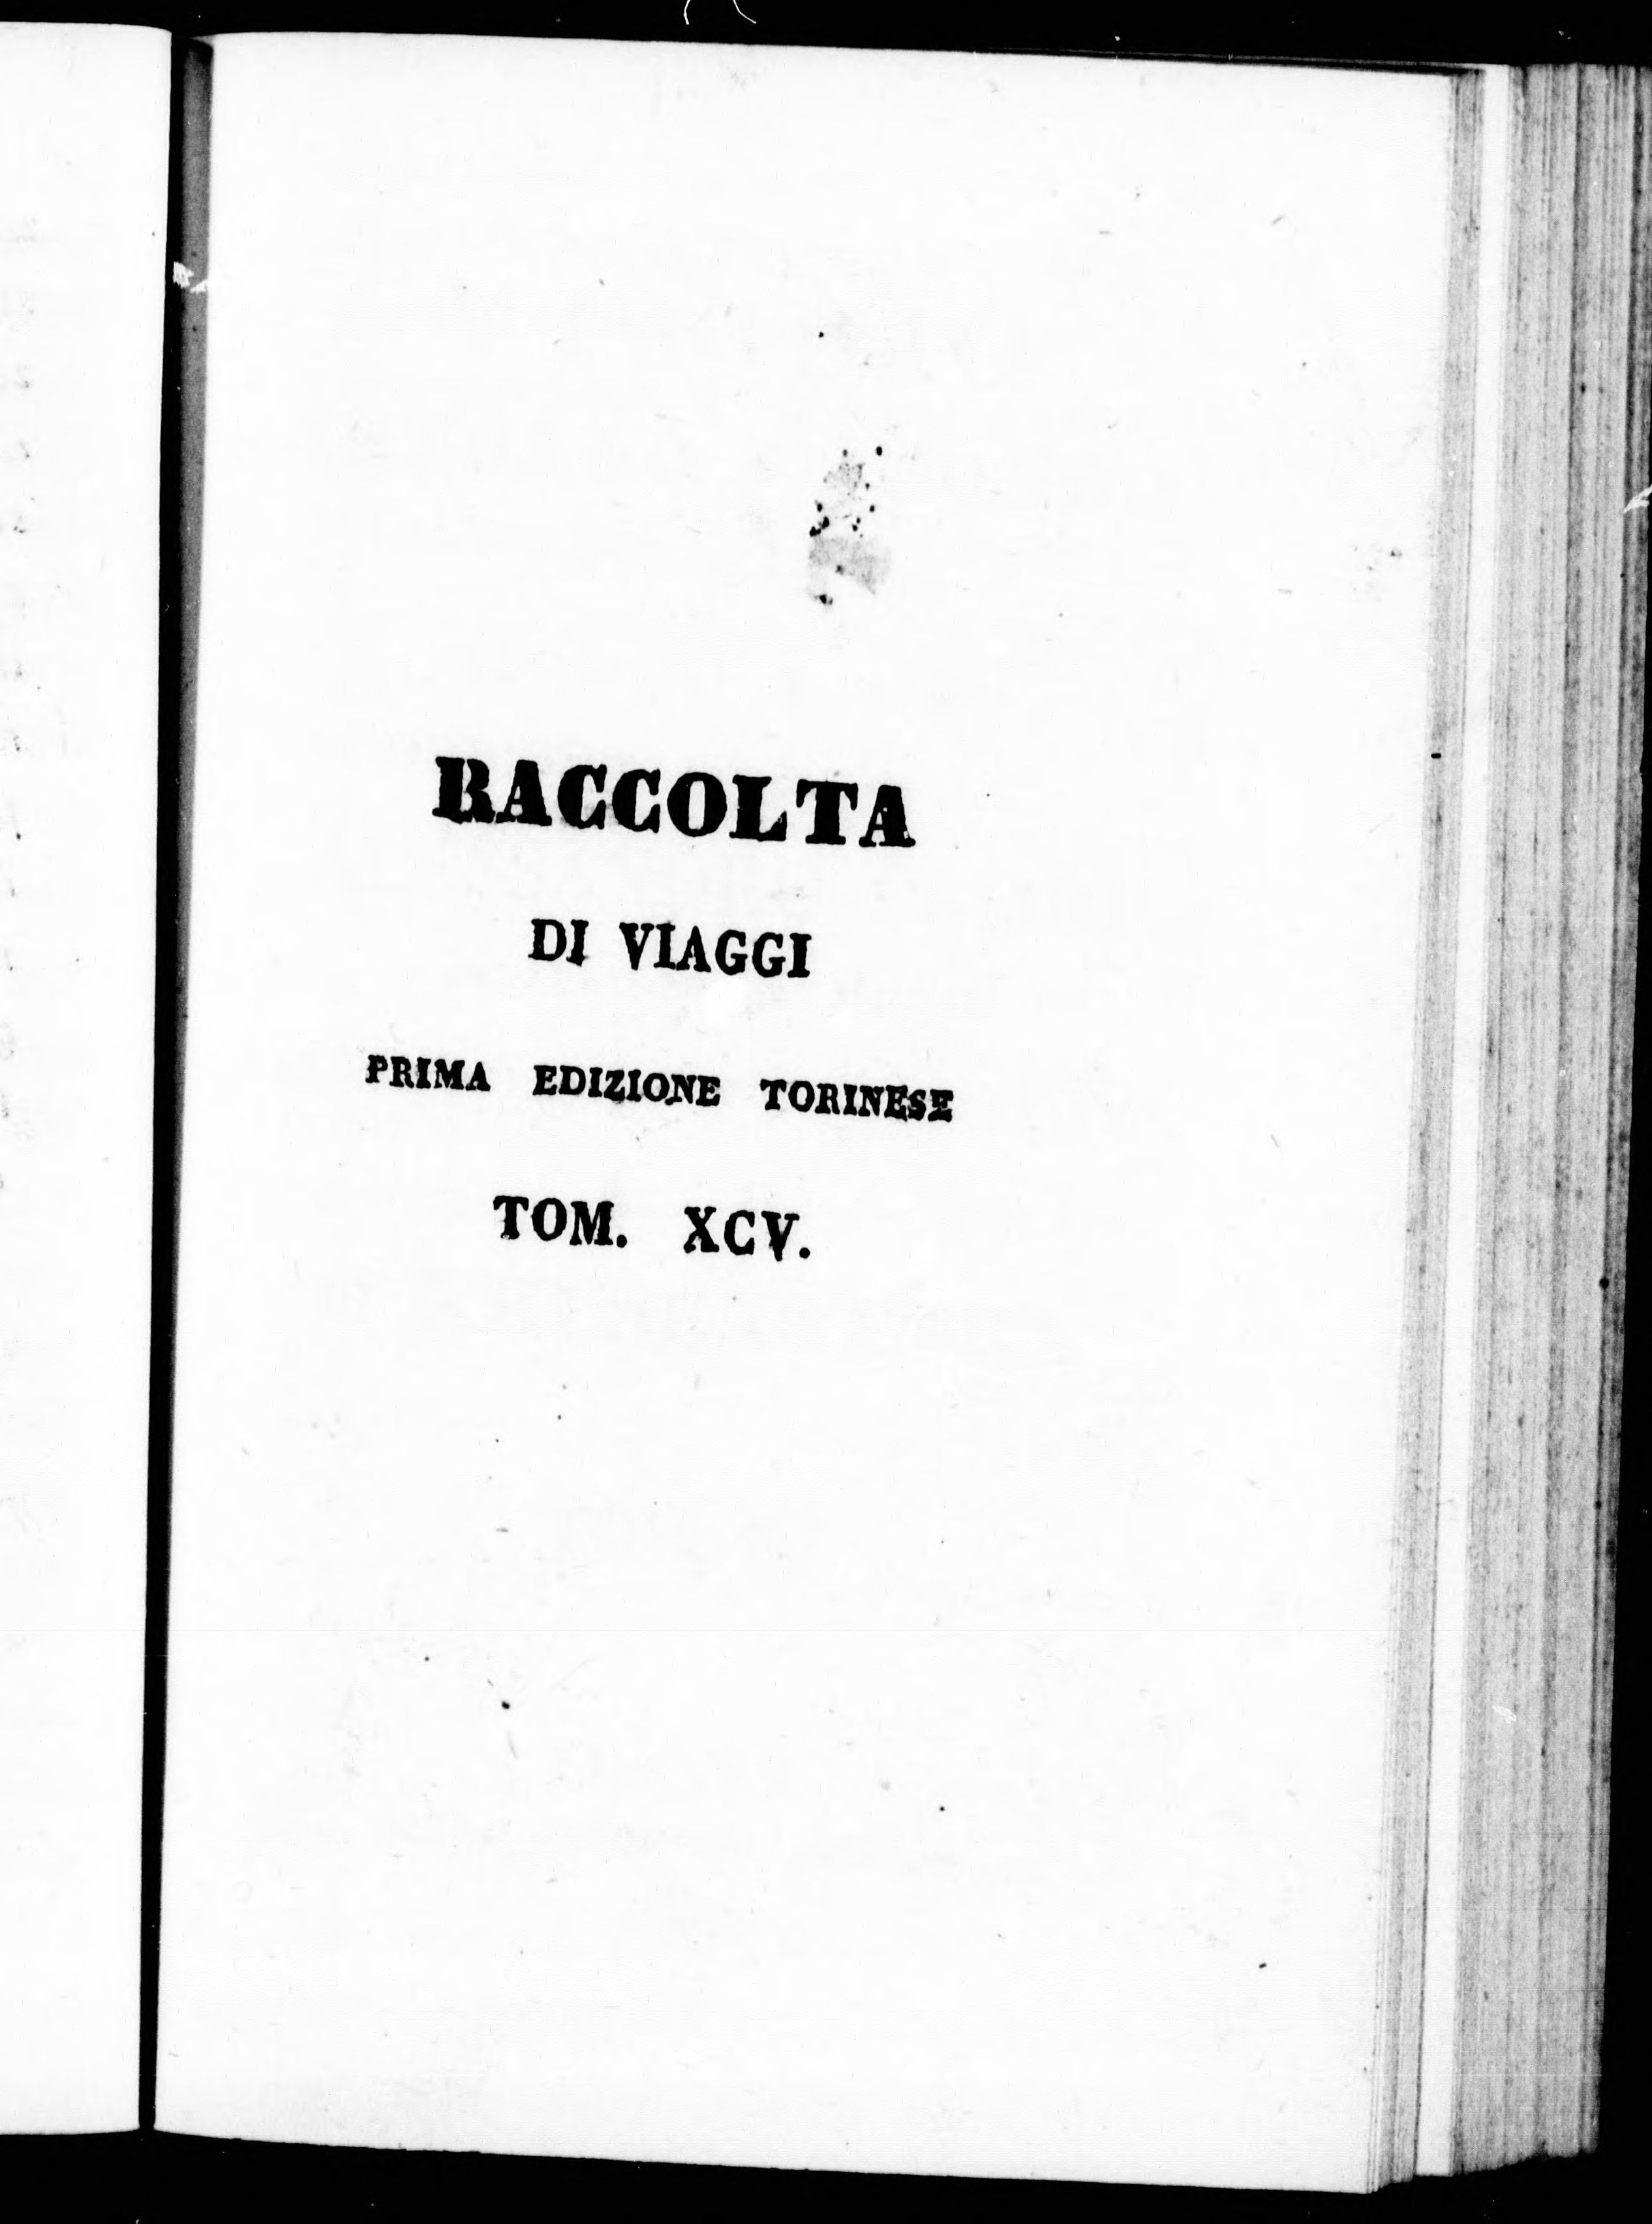 RACCOLTA
DI VIAGGI
PRIMA EDIZIONE TORINESE
TOM. XCV.